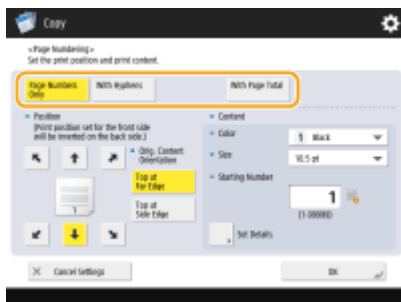 Copy
<Page Numbering>
Set the print position and print content.
Page Numbers
Only
With Hyphens
With Page Total
Position
(Print position set for the front side
will be inverted on the back side.)
Orig. Content
Orientation
Top at
Far Edge
Top at
Side Edge
1
Content
Color
1 Black
Size
10.5 pt
Starting Number
1
(1-99999)
Set Details
Cancel Settings
OK